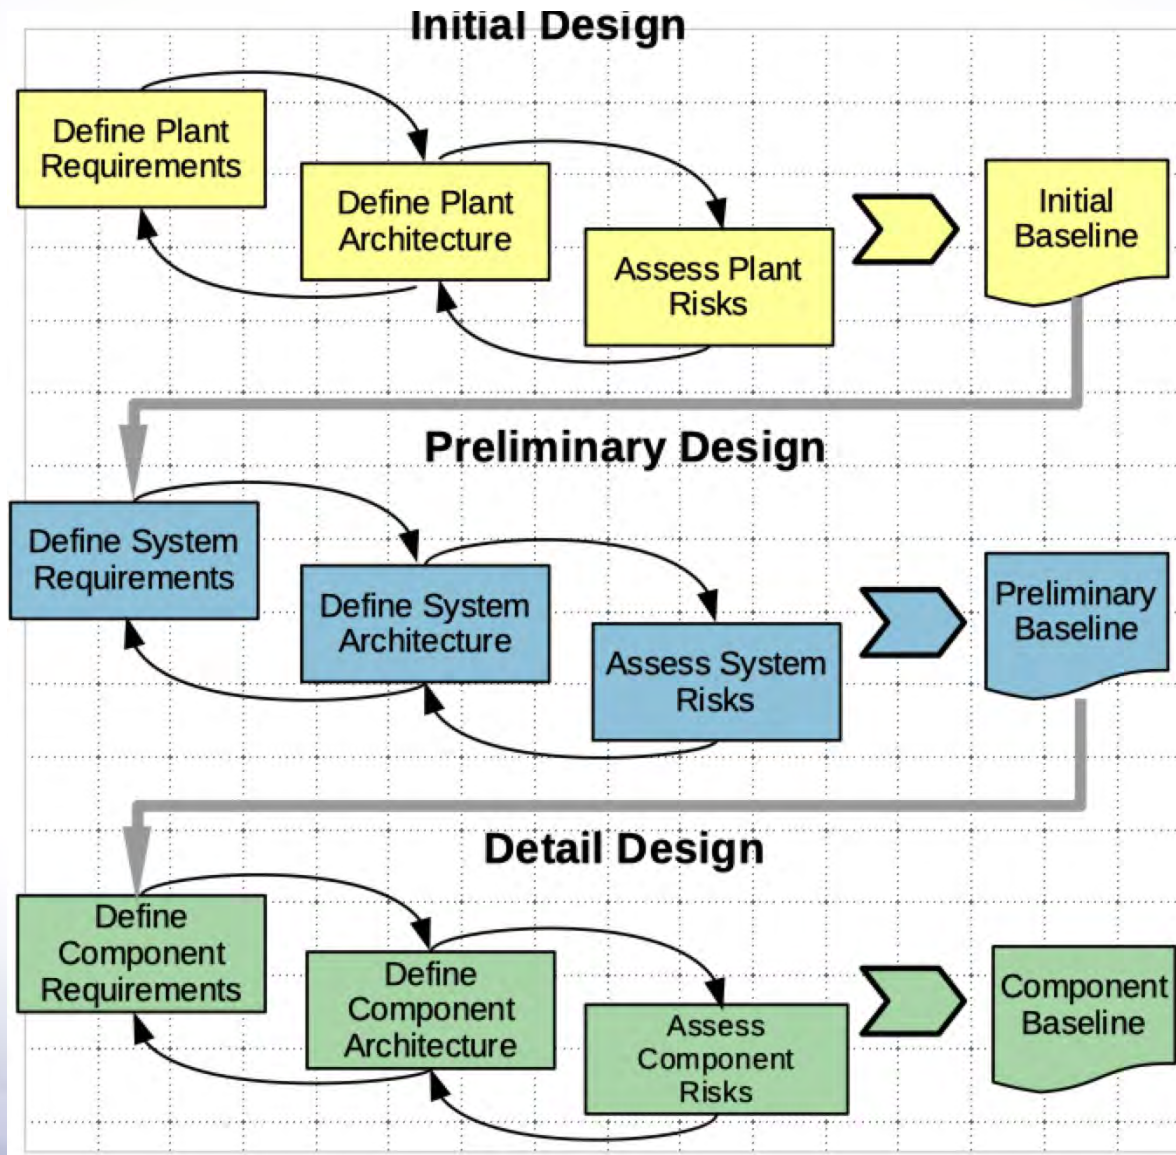 Initial Design
Define Plant
Requirements
Define Plant
Architecture
Assess Plant
Risks
Initial
Baseline
Preliminary Design
Define System
Requirements
Define System
Architecture
Assess System
Risks
Preliminary
Baseline
Detail Design
Define
Component
Requirements
Define
Component
Architecture
Assess
Component
Risks
Component
Baseline